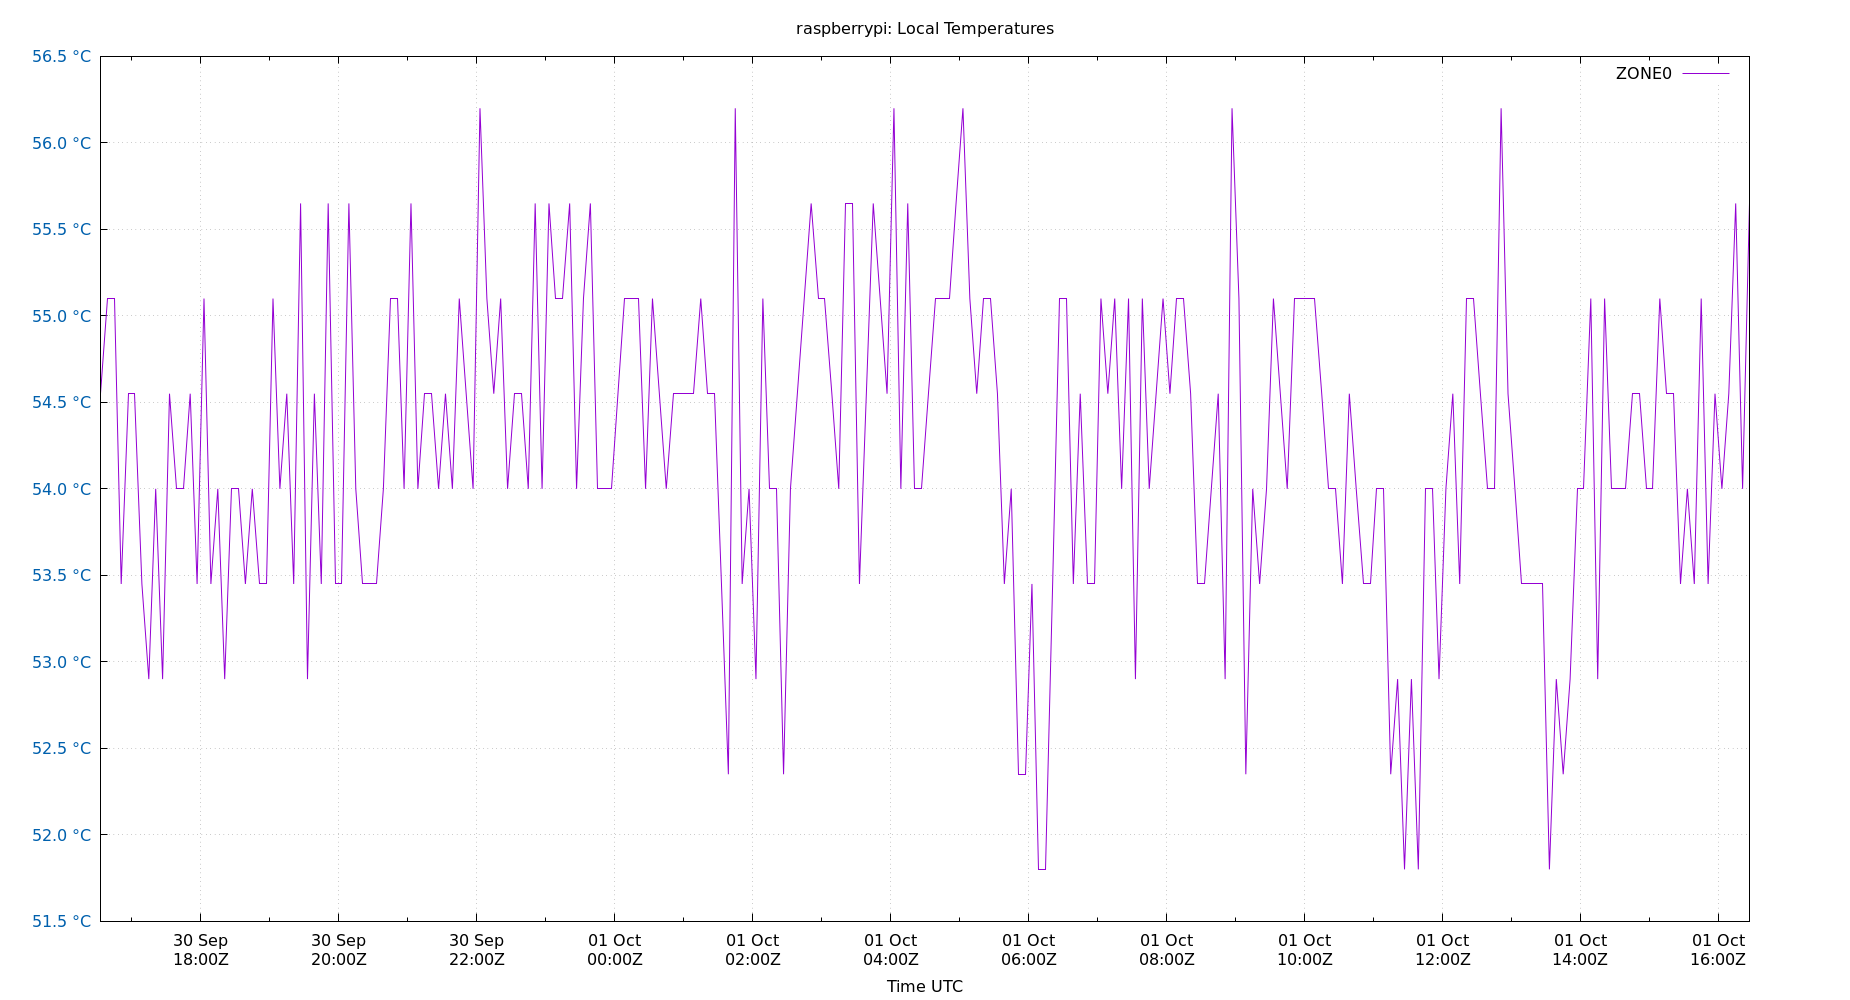 raspberrypi: Local Temperatures
56.5 °C
56.0 °C
55.5 °C
55.0 °C
54.5 °C
54.0 °C
53.5 °C
53.0 °C
52.5 °C
52.0 °C
51.5 °C
ZONE0
30 Sep
18:00Z
30 Sep
20:00Z
30 Sep
22:00Z
01 Oct
00:00Z
01 Oct
02:00Z
01 Oct
04:00Z
01 Oct
06:00Z
01 Oct
08:00Z
01 Oct
10:00Z
01 Oct
12:00Z
01 Oct
14:00Z
01 Oct
16:00Z
Time UTC